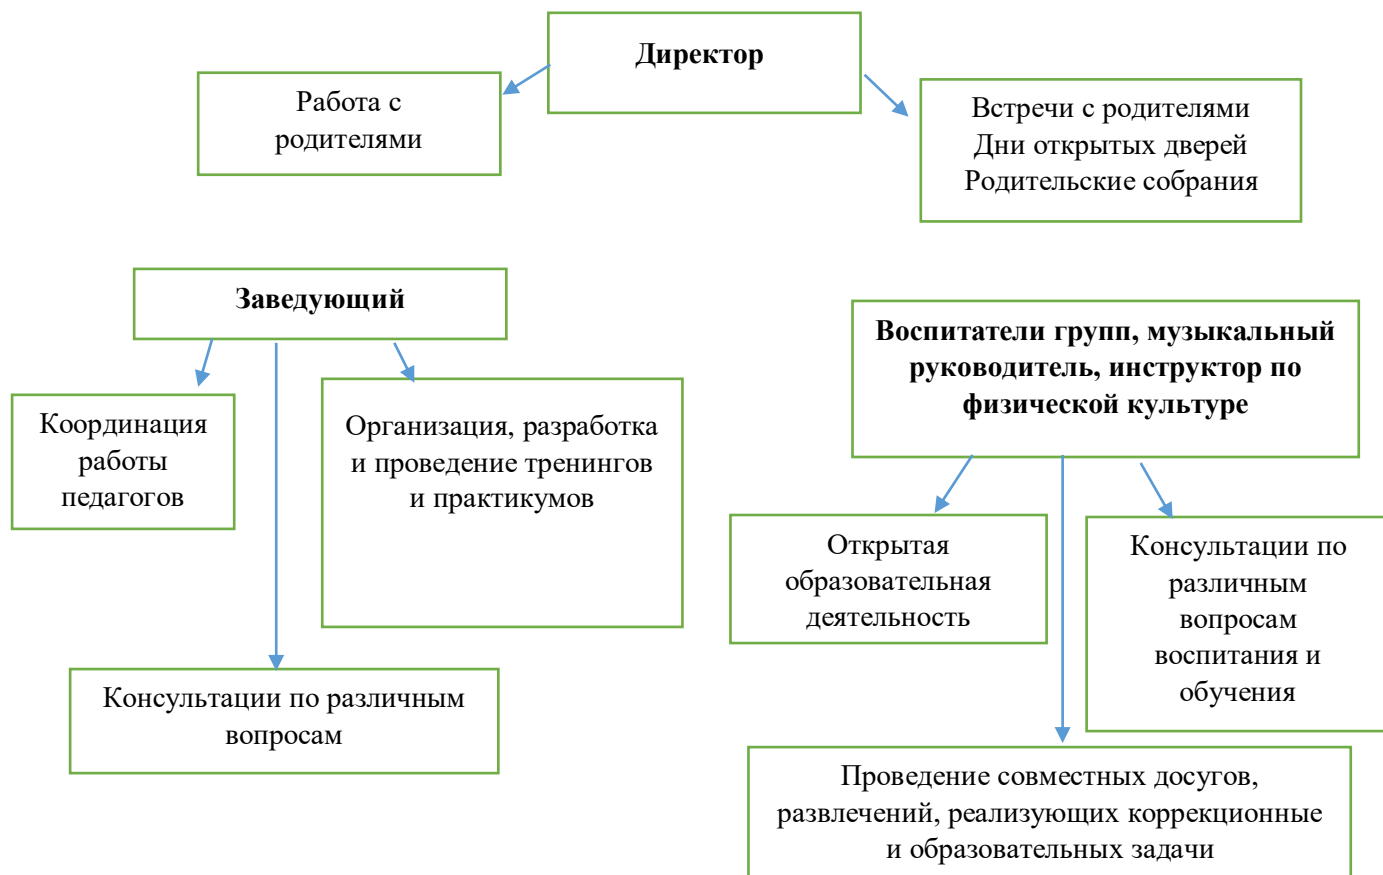 Директор
Работа с
родителями
Встречи с родителями
Дни открытых дверей
Родительские собрания
Заведующий
Координация
работы
педагогов
Организация, разработка
и проведение тренингов
и практикумов
Консультации по различным
вопросам
Воспитатели групп, музыкальный
руководитель, инструктор по
физической культуре
Открытая
образовательная
деятельность
Консультации по
различным
вопросам
воспитания и
обучения
Проведение совместных досугов,
развлечений, реализующих коррекционные
и образовательных задачи